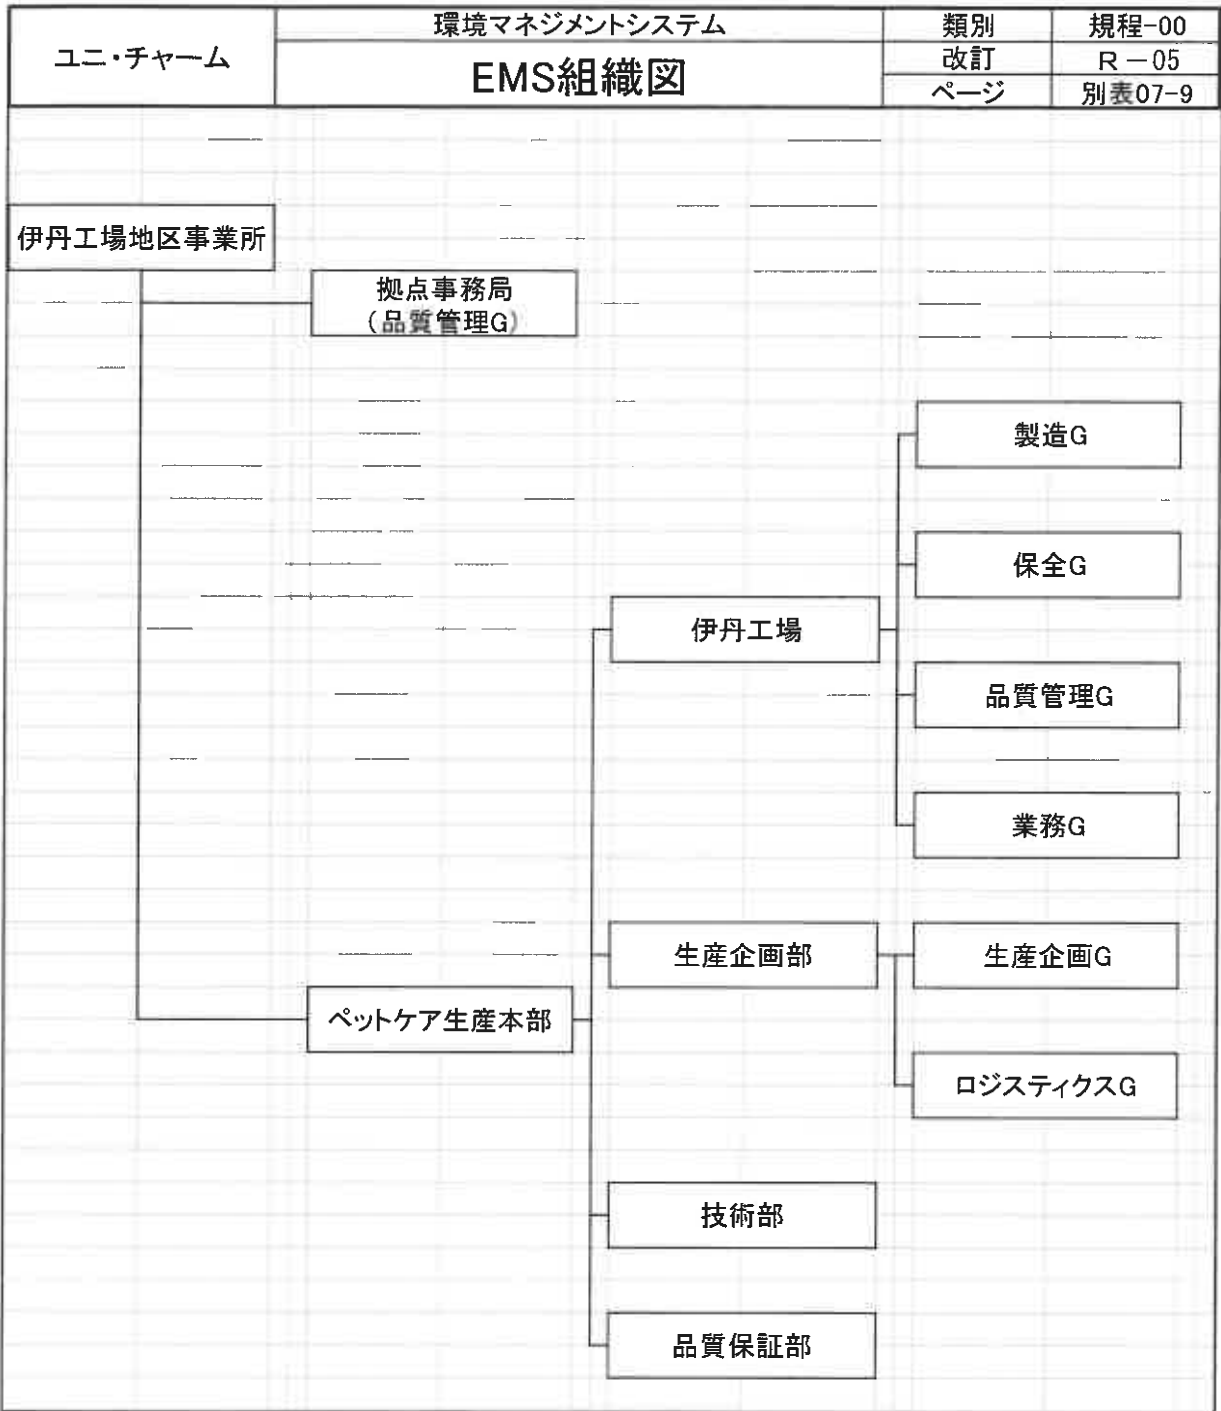 ユニ・チャーム
環境マネジメントシステム
EMS組織図
類別 規程-00
改訂 R-05
ページ 別表07-9
伊丹工場地区事業所
拠点事務局
(品質管理G)
製造G
保全G
伊丹工場
品質管理G
業務G
生産企画部
生産企画G
ペットケア生産本部
ロジスティクスG
技術部
品質保証部